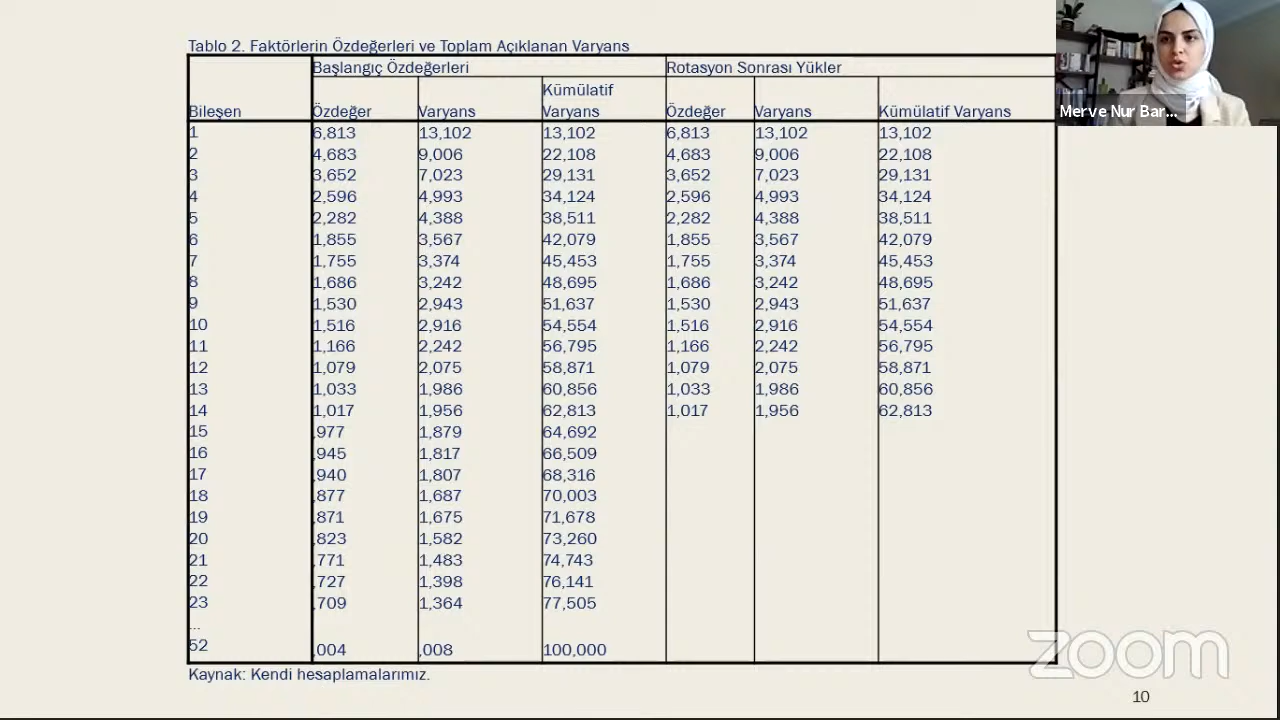 Tablo 2. Faktörlerin Özdeğerleri ve Toplam Açıklanan Varyans
Başlangıç Özdeğerleri Rotasyon Sonrası Yükler
Bileşen Özdeğer Varyans Kümülatif Varyans Özdeğer Varyans Kümülatif Varyans
1 6,813 13,102 13,102 6,813 13,102 13,102
2 4,683 9,006 22,108 4,683 9,006 22,108
3 3,652 7,023 29,131 3,652 7,023 29,131
4 2,596 4,993 34,124 2,596 4,993 34,124
5 2,282 4,388 38,511 2,282 4,388 38,511
6 1,855 3,567 42,079 1,855 3,567 42,079
7 1,755 3,374 45,453 1,755 3,374 45,453
8 1,686 3,242 48,695 1,686 3,242 48,695
9 1,530 2,943 51,637 1,530 2,943 51,637
10 1,516 2,916 54,554 1,516 2,916 54,554
11 1,166 2,242 56,795 1,166 2,242 56,795
12 1,079 2,075 58,871 1,079 2,075 58,871
13 1,033 1,986 60,856 1,033 1,986 60,856
14 1,017 1,956 62,813 1,017 1,956 62,813
15 ,977 1,879 64,692
16 ,945 1,817 66,509
17 ,940 1,807 68,316
18 ,877 1,687 70,003
19 ,871 1,675 71,678
20 ,823 1,582 73,260
21 ,771 1,483 74,743
22 ,727 1,398 76,141
23 ,709 1,364 77,505
...
52 ,004 ,008 100,000
Kaynak: Kendi hesaplamalarımız.
Merve Nur Bar...
zoom
10